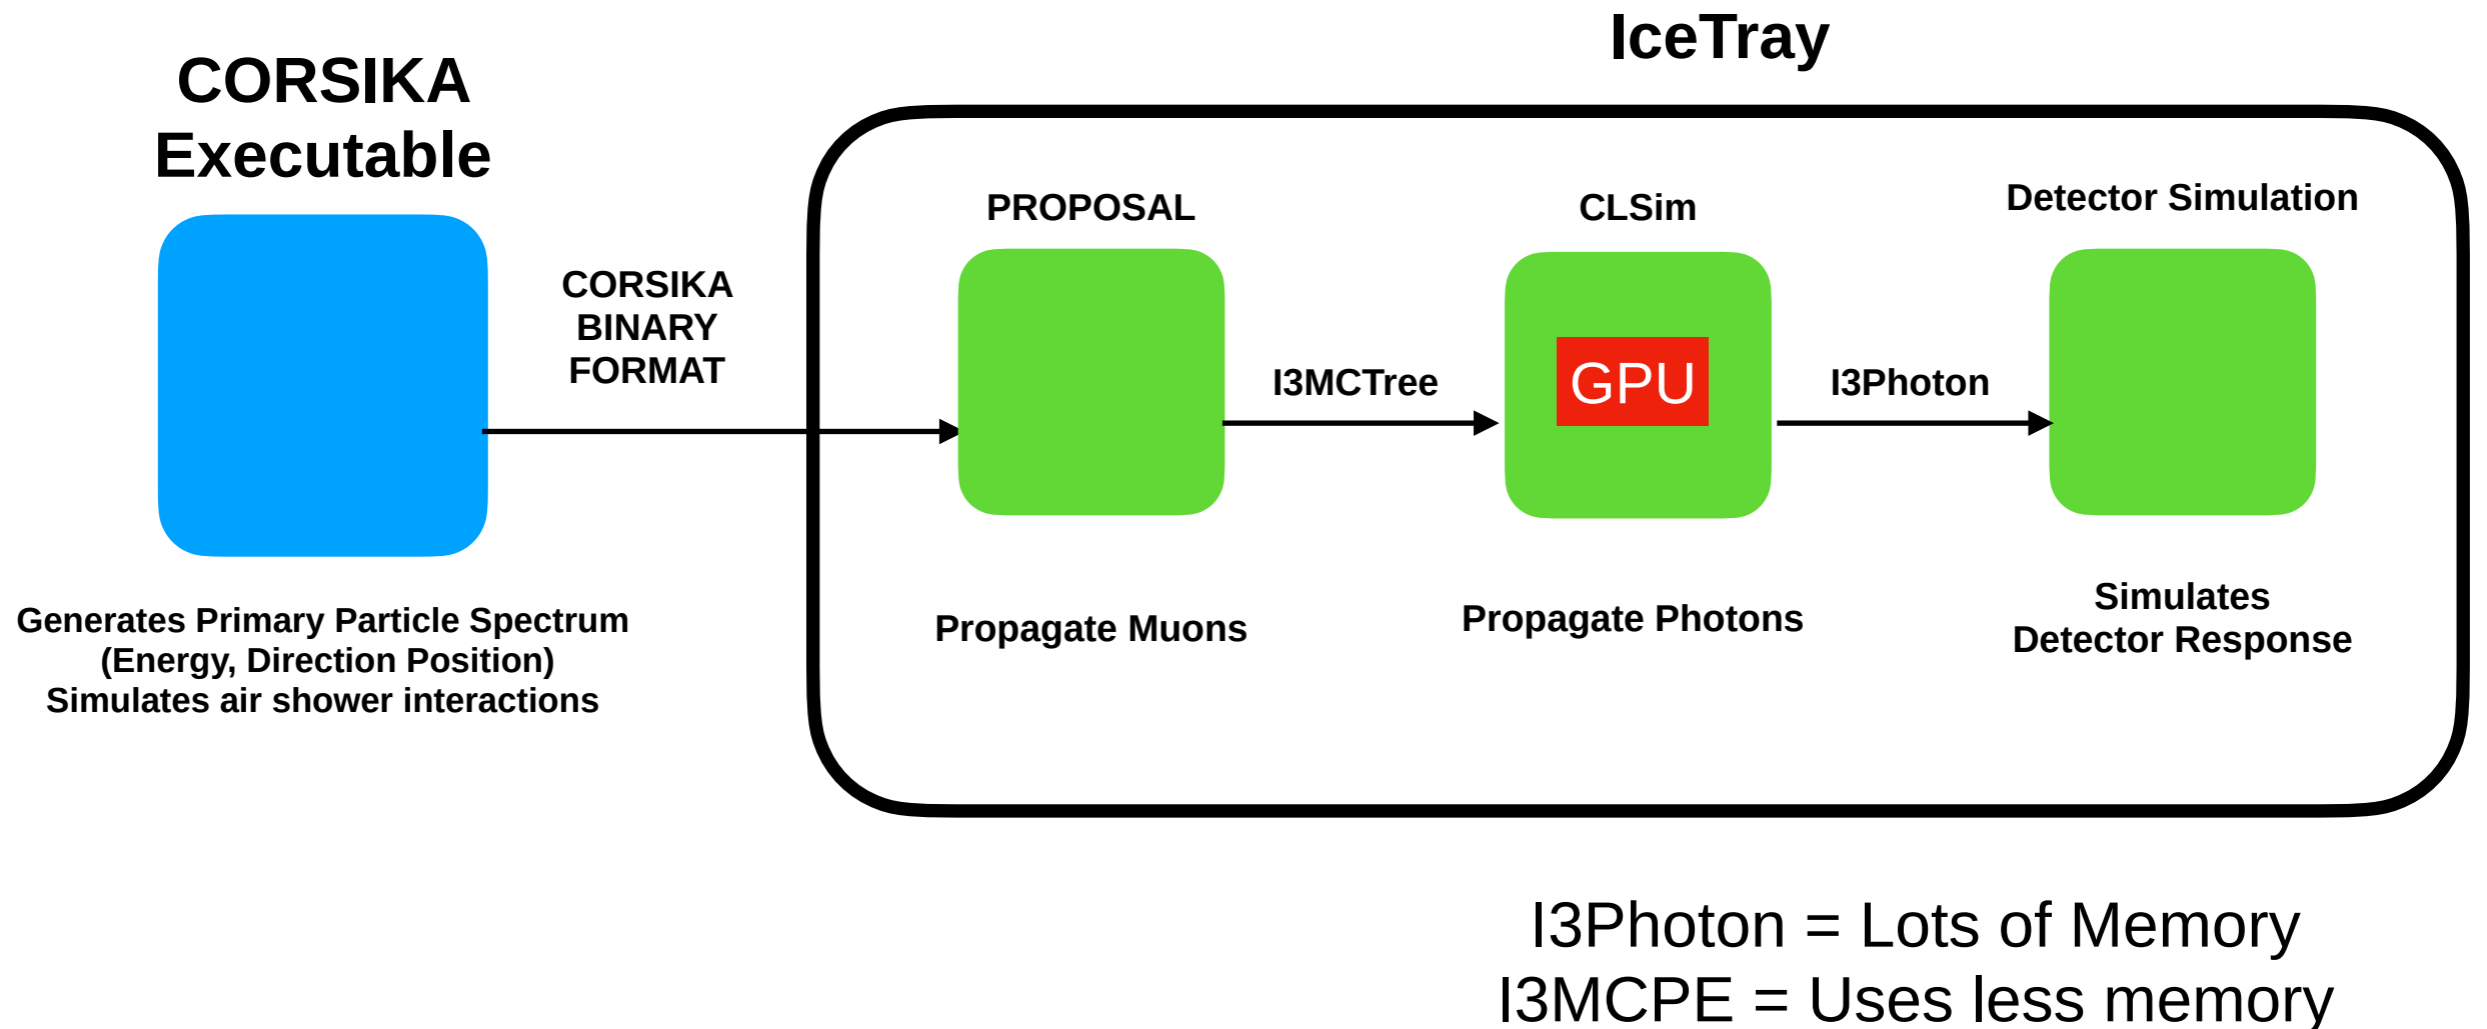 IceTray
CORSIKA
Executable
CORSIKA
BINARY
FORMAT
PROPOSAL
CLSim
Detector Simulation
I3MCTree
GPU
I3Photon
Generates Primary Particle Spectrum
(Energy, Direction Position)
Simulates air shower interactions
Propagate Muons
Propagate Photons
Simulates
Detector Response
I3Photon = Lots of Memory
I3MCPE = Uses less memory